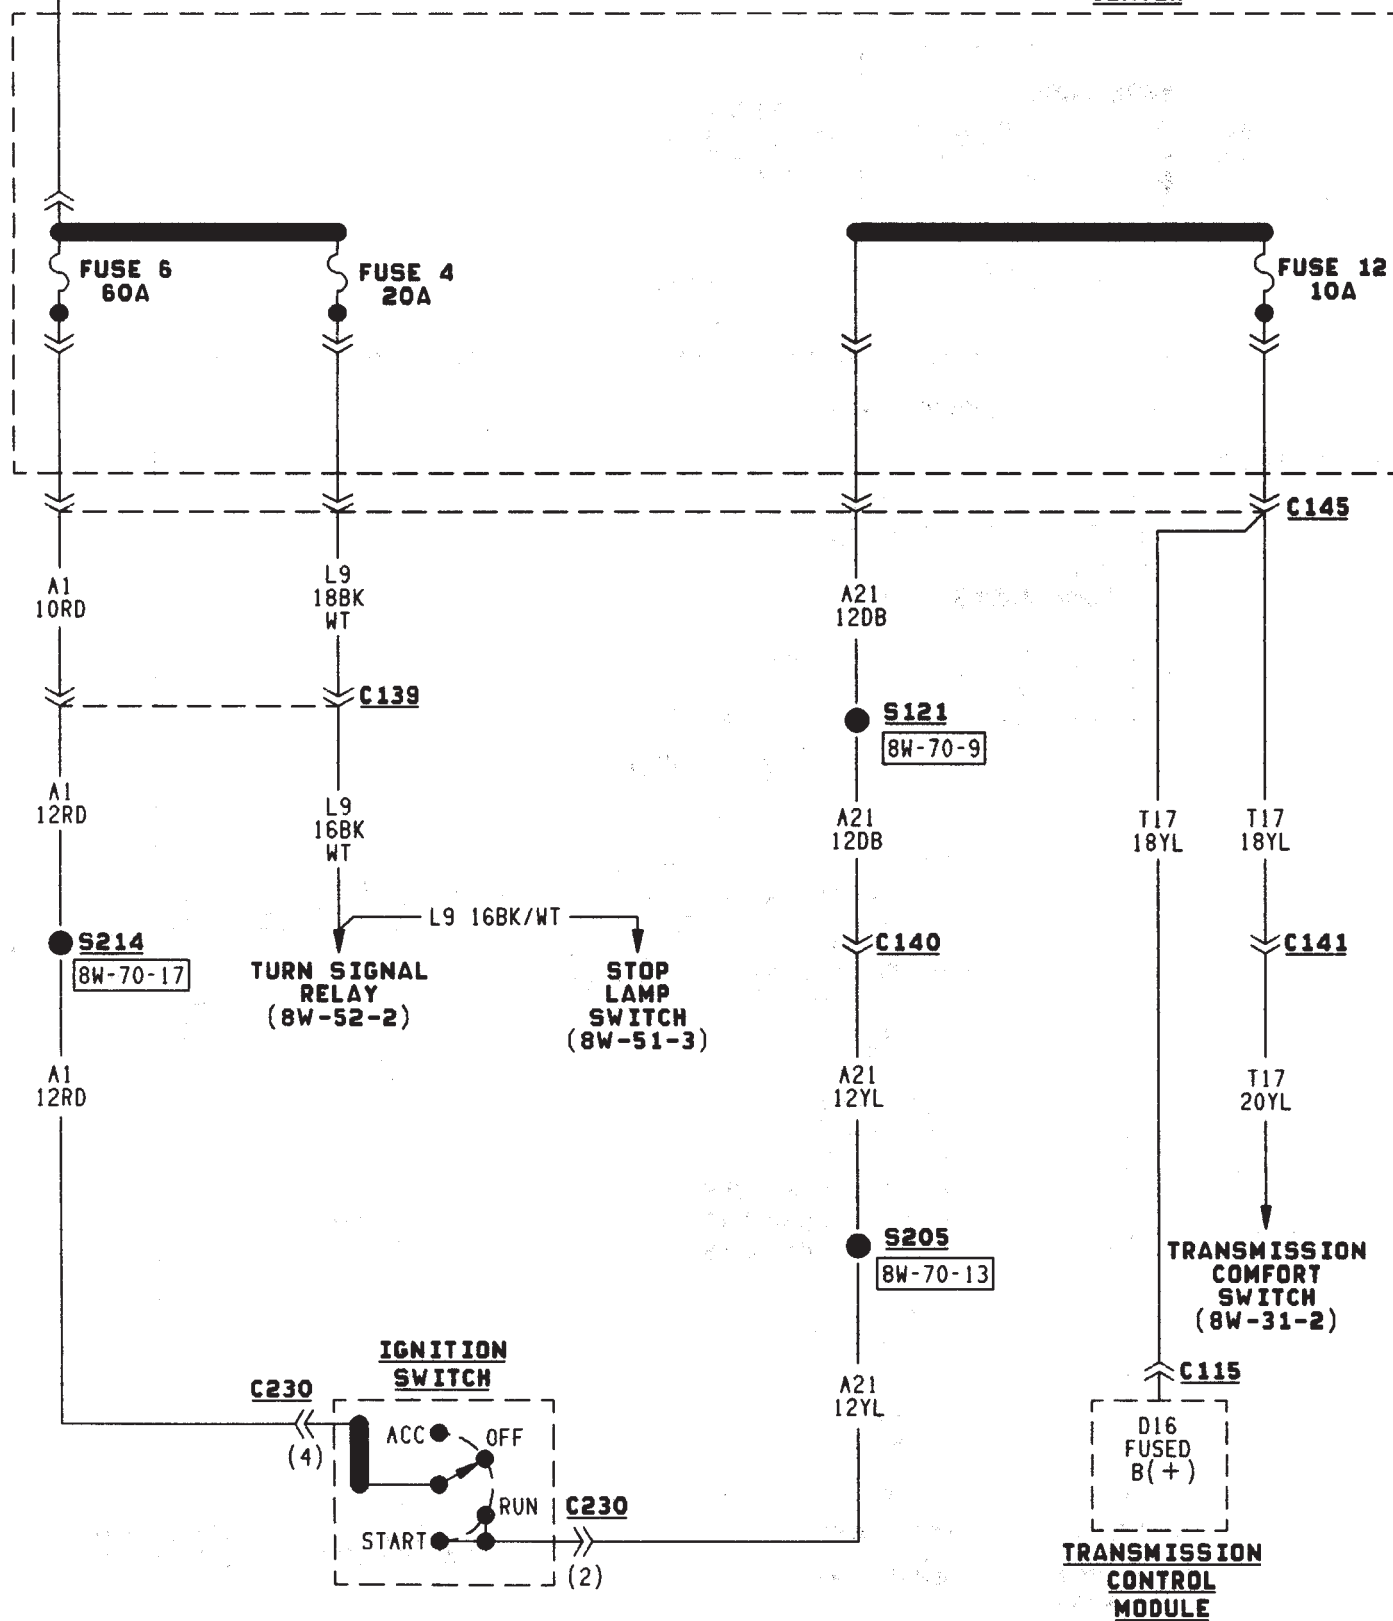 FUSE 6
60A
FUSE 4
20A
FUSE 12
10A
C145
A1
10RD
L9
18BK
WT
A21
12DB
C139
S121
8W-70-9
A1
12RD
L9
16BK
WT
A21
12DB
T17
18YL
T17
18YL
L9 16BK/WT
S214
8W-70-17
TURN SIGNAL
RELAY
(8W-52-2)
STOP
LAMP
SWITCH
(8W-51-3)
C140
C141
A1
12RD
A21
12YL
T17
20YL
S205
8W-70-13
TRANSMISSION
COMFORT
SWITCH
(8W-31-2)
IGNITION
SWITCH
C230
(4)
ACC
OFF
RUN
START
C230
(2)
A21
12YL
C115
D16
FUSED
B(+)
TRANSMISSION
CONTROL
MODULE